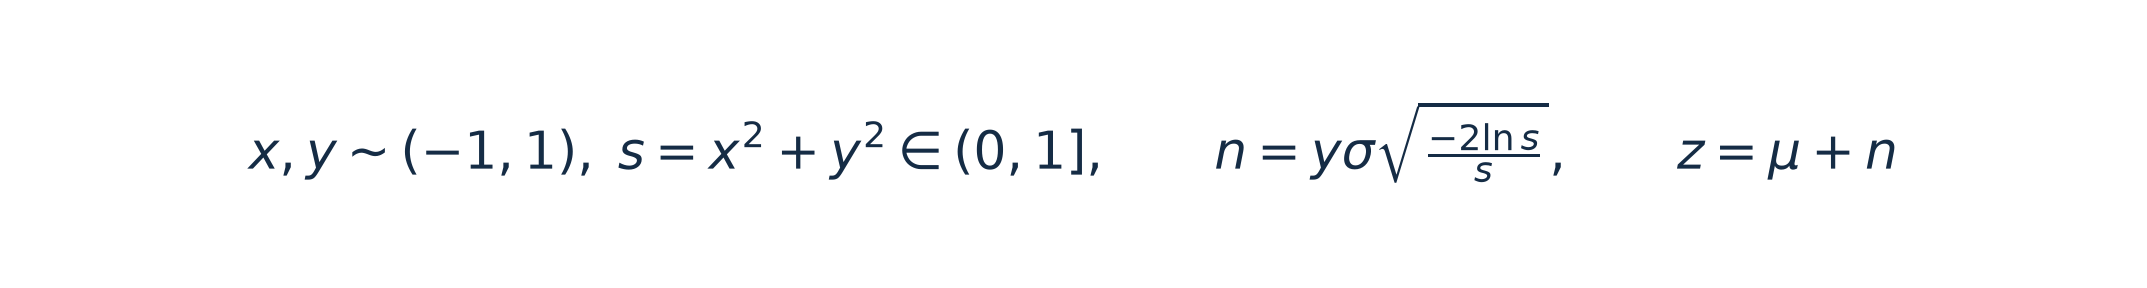 x, y ∼ (−1, 1), s = x² + y² ∈ (0, 1], n = yσ√(−2 ln s / s), z = μ + n